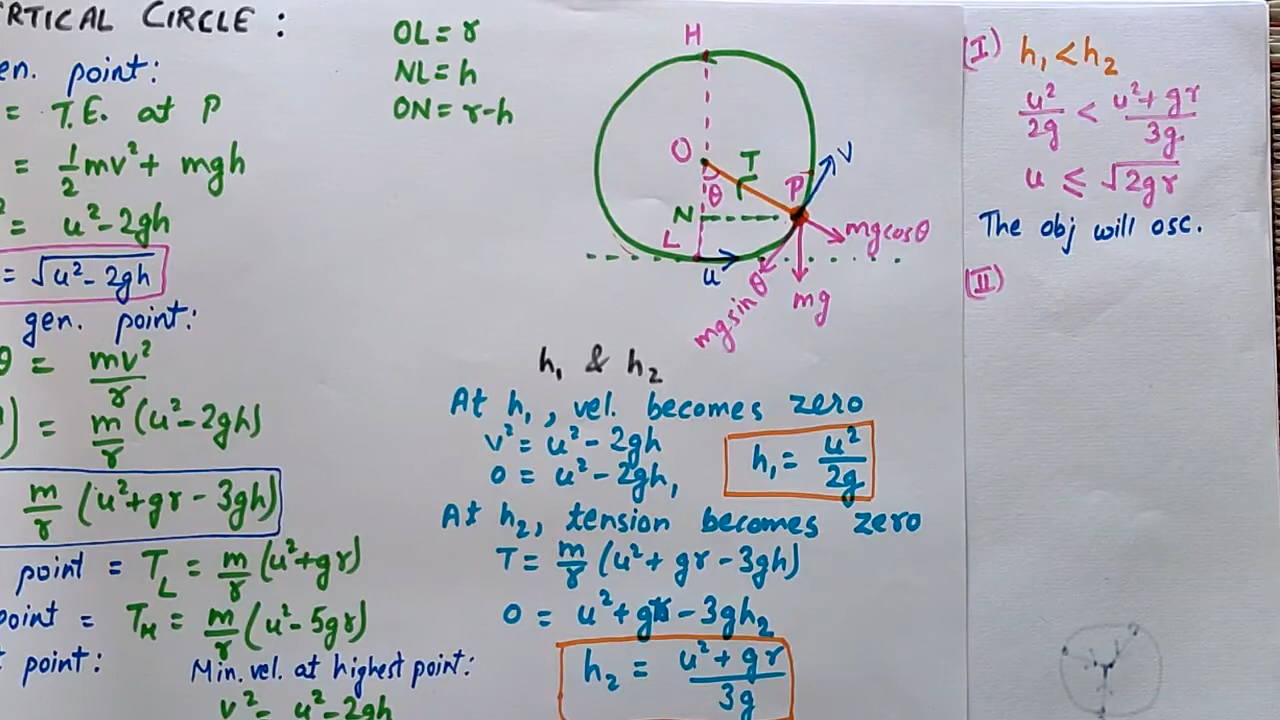 RTICAL CIRCLE :
en. point:
= T.E. at P
= 1/2 mv² + mgh
² = u² - 2gh
= √u² - 2gh
gen. point:
θ = mv²/r
) = m/r (u² - 2gh)
m/r (u² + gr - 3gh)
point = T_L = m/r (u² + gr)
point = T_H = m/r (u² - 5gr)
t point:
Min. vel. at highest point:
v² = u² - 2gh
OL = r
NL = h
ON = r - h
H
O
T
θ
P
V
N
L
u
mg cosθ
mg sinθ
mg
h₁ & h₂
At h₁, vel. becomes zero
v² = u² - 2gh
0 = u² - 2gh₁
h₁ = u²/2g
At h₂, tension becomes zero
T = m/r (u² + gr - 3gh)
0 = u² + gr - 3gh₂
h₂ = u² + gr/3g
(I) h₁ < h₂
u²/2g < u² + gr/3g
u ≤ √2gr
The obj will osc.
(II)